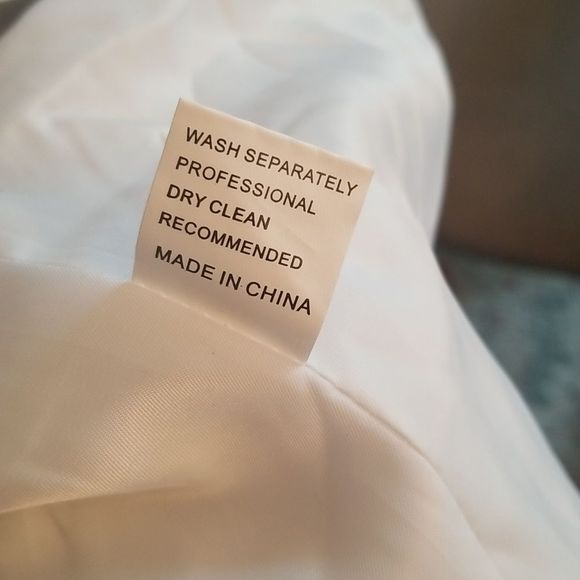 WASH SEPARATELY
PROFESSIONAL
DRY CLEAN
RECOMMENDED
MADE IN CHINA